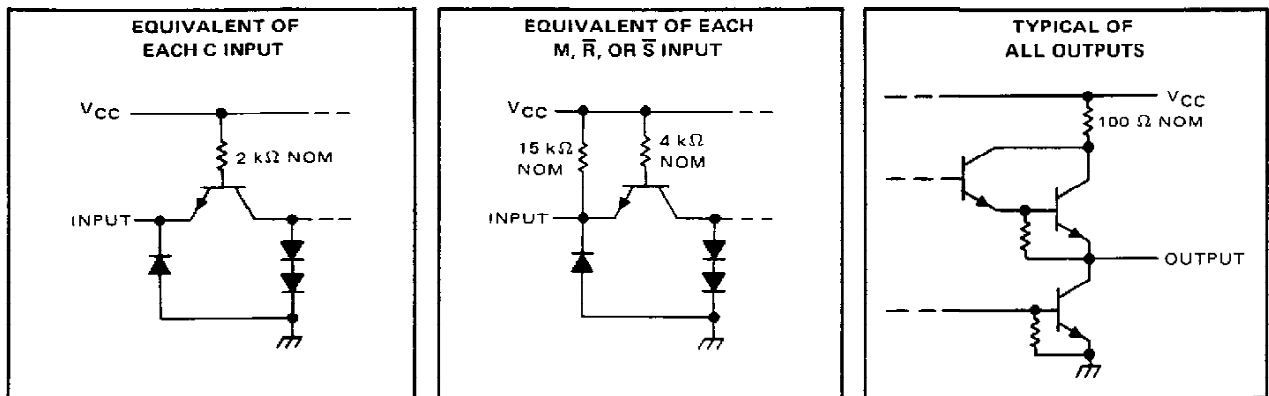 EQUIVALENT OF
EACH C INPUT
VCC
2 kΩ NOM
INPUT
EQUIVALENT OF EACH
M, R̅, OR S̅ INPUT
VCC
15 kΩ
NOM
4 kΩ
NOM
INPUT
TYPICAL OF
ALL OUTPUTS
VCC
100 Ω NOM
OUTPUT